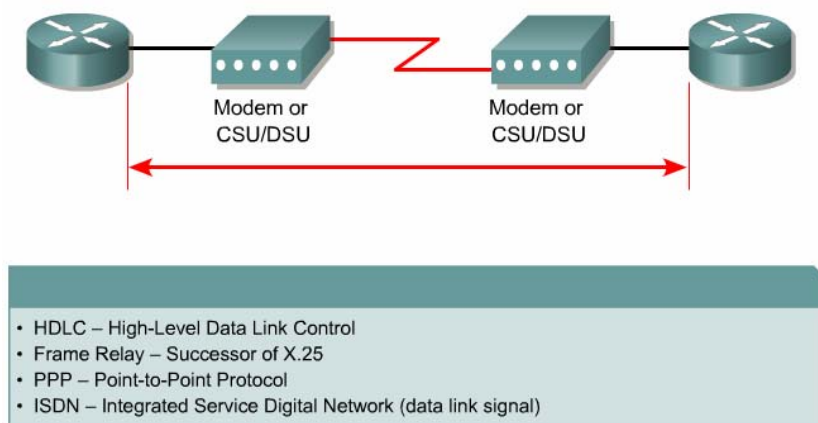 Modem or
CSU/DSU
Modem or
CSU/DSU
• HDLC – High-Level Data Link Control
• Frame Relay – Successor of X.25
• PPP – Point-to-Point Protocol
• ISDN – Integrated Service Digital Network (data link signal)